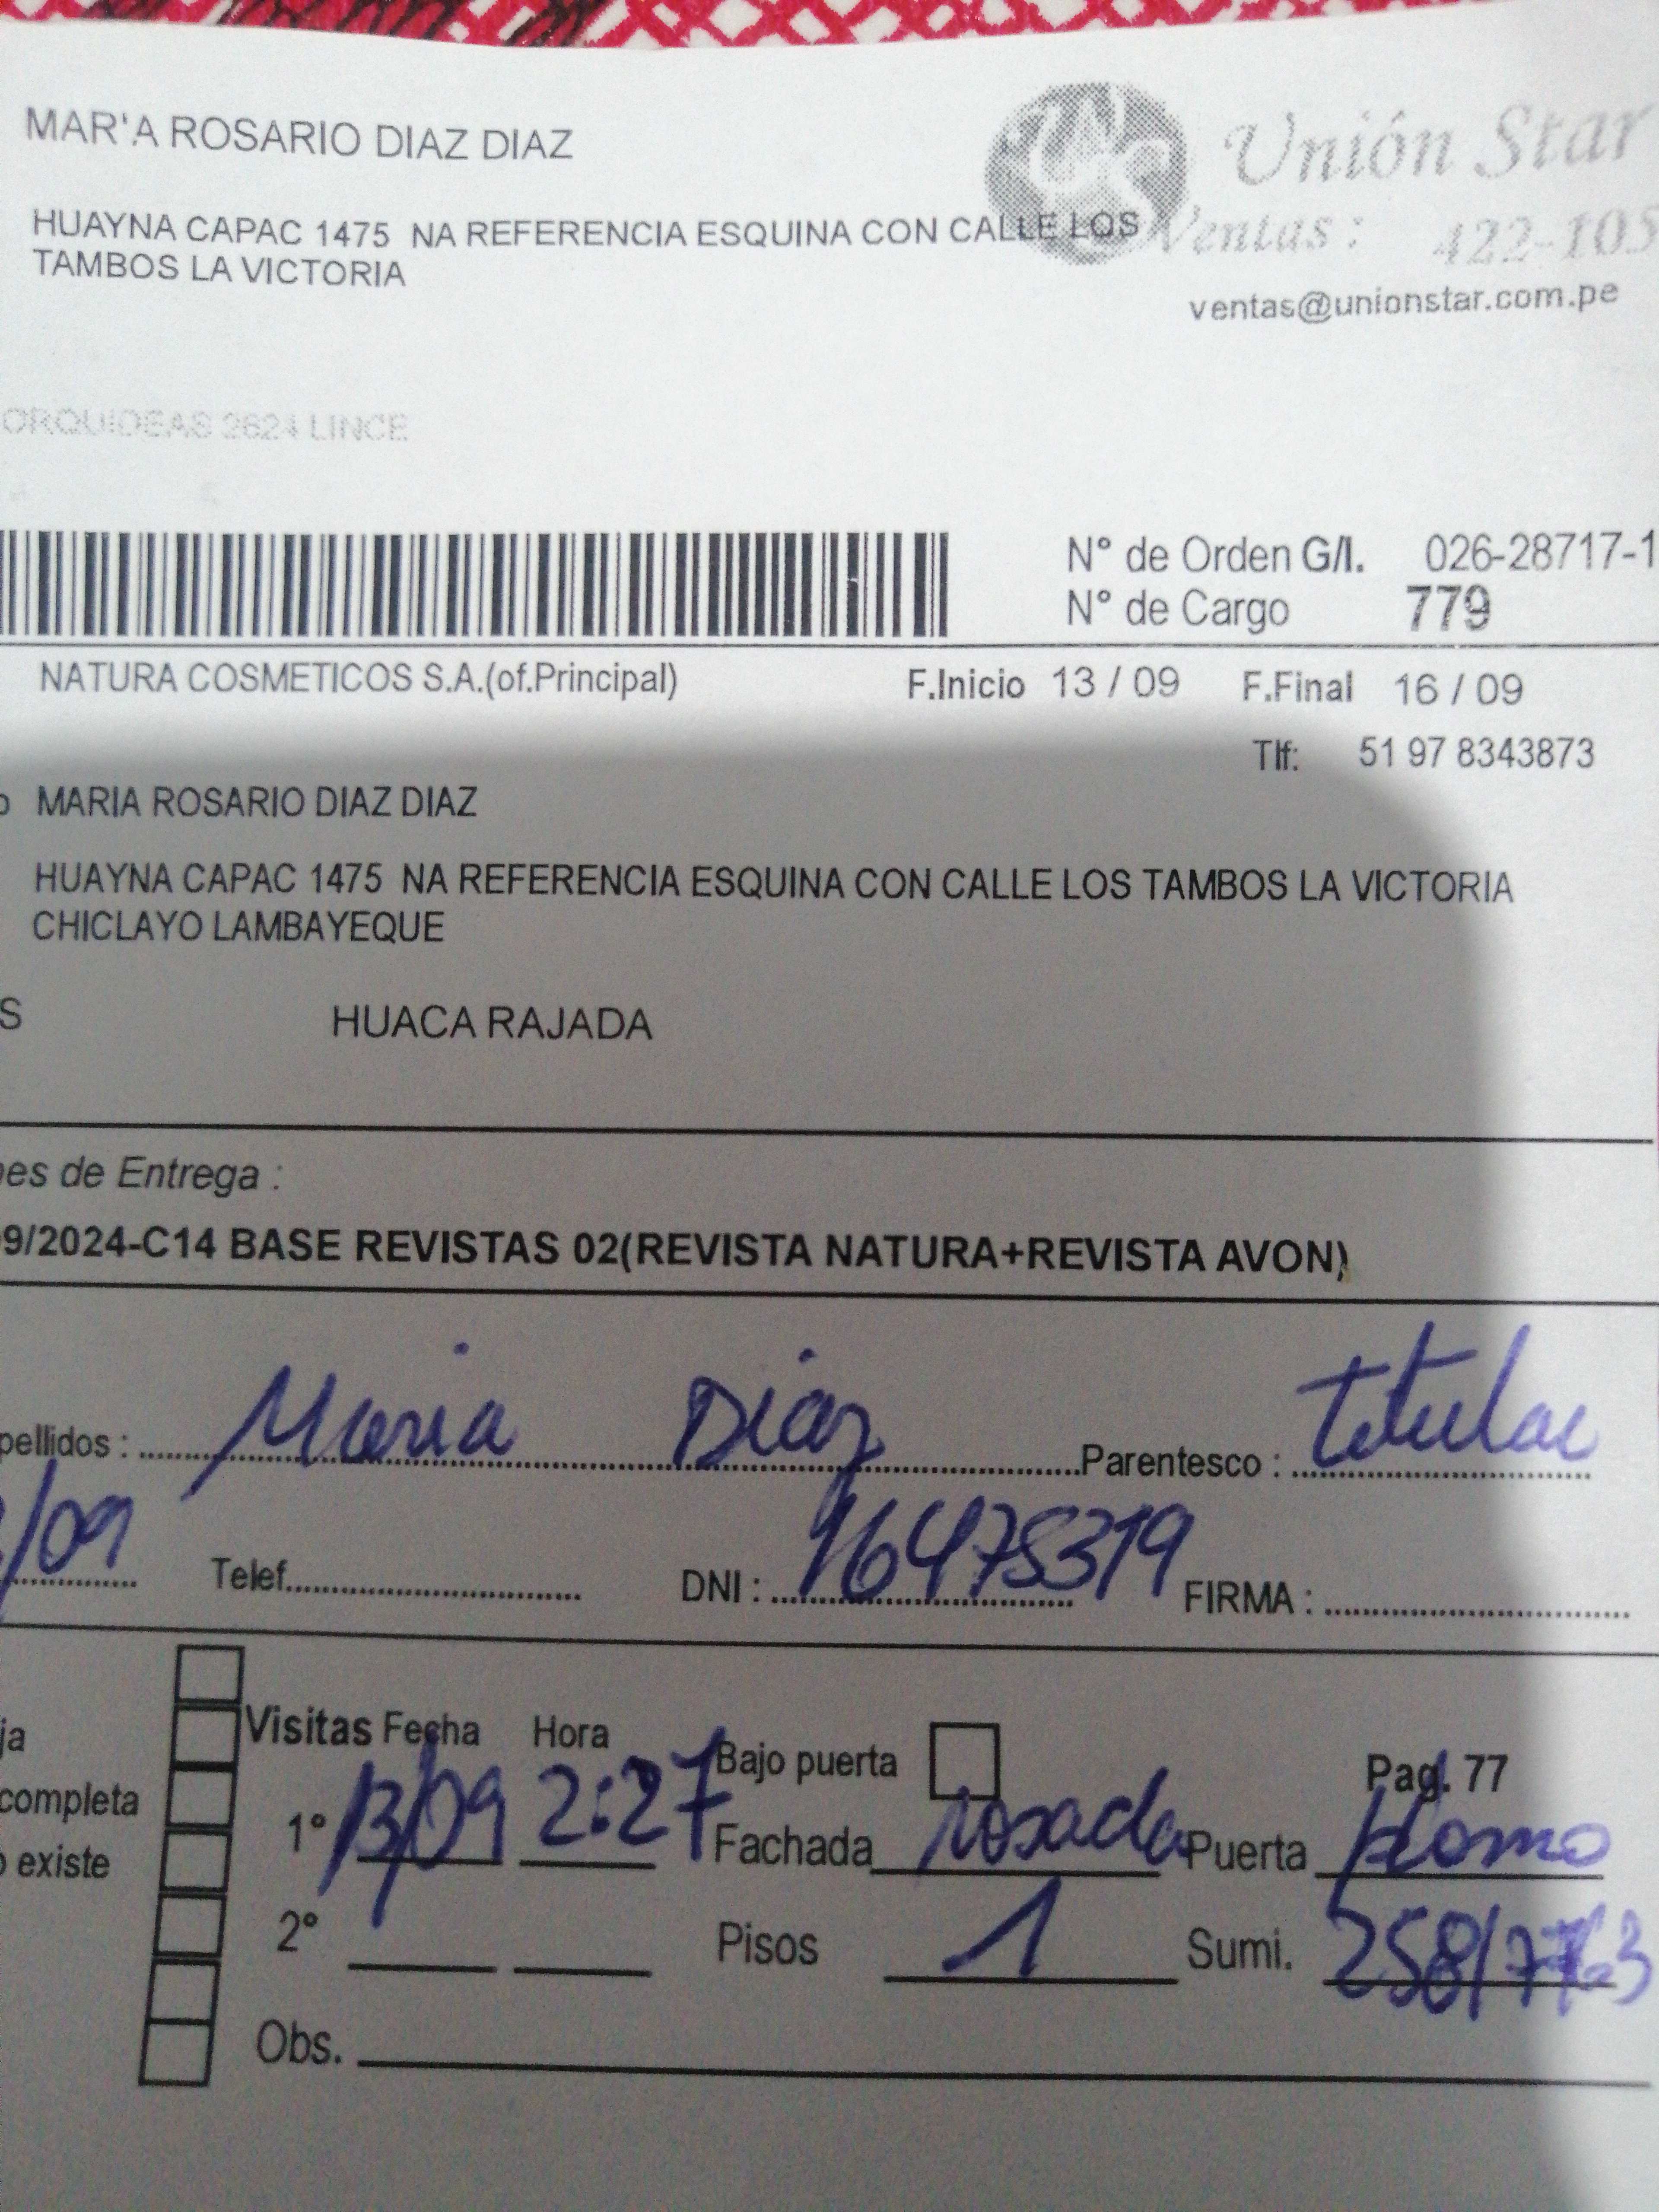 MAR'A ROSARIO DIAZ DIAZ
Unión Star
HUAYNA CAPAC 1475 NA REFERENCIA ESQUINA CON CALLE LOS
TAMBOS LA VICTORIA
Ventas : 422-105
ventas@unionstar.com.pe
ORQUIDEAS 2624 LINCE
N° de Orden G/I. 026-28717-1
N° de Cargo 779
NATURA COSMETICOS S.A.(of.Principal) F.Inicio 13 / 09 F.Final 16 / 09
Tlf: 51 97 8343873
o MARIA ROSARIO DIAZ DIAZ
HUAYNA CAPAC 1475 NA REFERENCIA ESQUINA CON CALLE LOS TAMBOS LA VICTORIA
CHICLAYO LAMBAYEQUE
S HUACA RAJADA
nes de Entrega :
09/2024-C14 BASE REVISTAS 02(REVISTA NATURA+REVISTA AVON)
pellidos : Maria Diaz Parentesco : titular
/09 Telef. DNI : 16475319 FIRMA :
Visitas Fecha Hora Bajo puerta Pag. 77
ja
completa
1° 13/09 2:27 Fachada rosada Puerta plomo
o existe
2° Pisos 1 Sumi.
Obs.